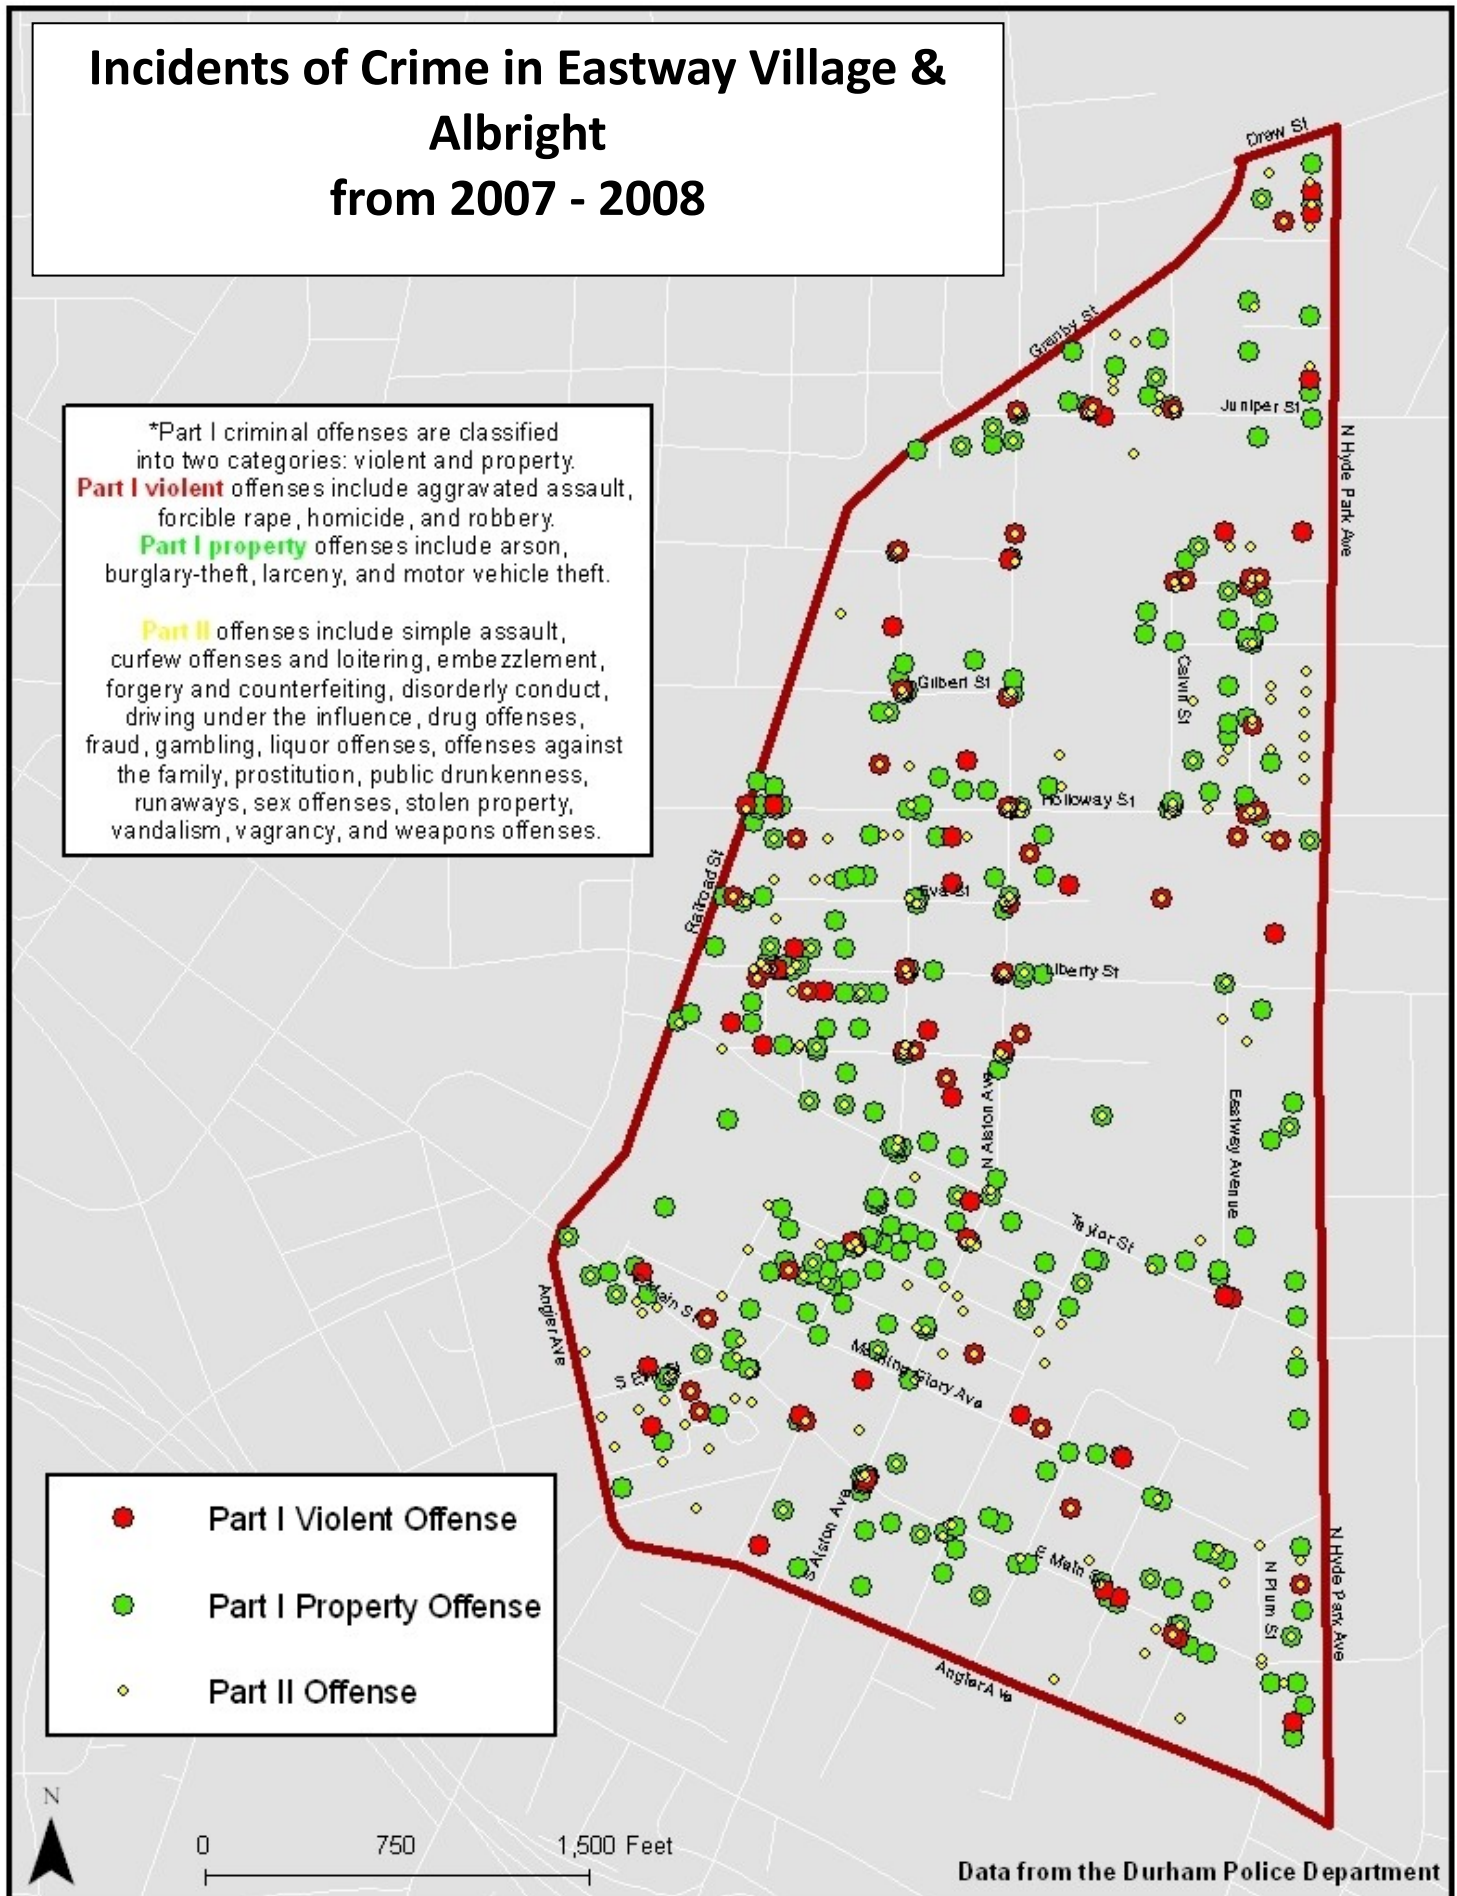 Incidents of Crime in Eastway Village &
Albright
from 2007 - 2008
Drew St
Granby St
Juniper St
N Hyde Park Ave
*Part I criminal offenses are classified
into two categories: violent and property.
Part I violent offenses include aggravated assault,
forcible rape, homicide, and robbery.
Part I property offenses include arson,
burglary-theft, larceny, and motor vehicle theft.
Part II offenses include simple assault,
curfew offenses and loitering, embezzlement,
forgery and counterfeiting, disorderly conduct,
driving under the influence, drug offenses,
fraud, gambling, liquor offenses, offenses against
the family, prostitution, public drunkenness,
runaways, sex offenses, stolen property,
vandalism, vagrancy, and weapons offenses.
Gilbert St
Calvin St
Holloway St
Railroad St
Eva St
Liberty St
N Alston Ave
Eastway Avenue
Taylor St
Angier AVe
Main St
Morning Glory Ave
S Alston Ave
E Main
N Plum St
N Hyde Park Ave
Angier AVe
Part I Violent Offense
Part I Property Offense
Part II Offense
N
0 750 1,500 Feet
Data from the Durham Police Department